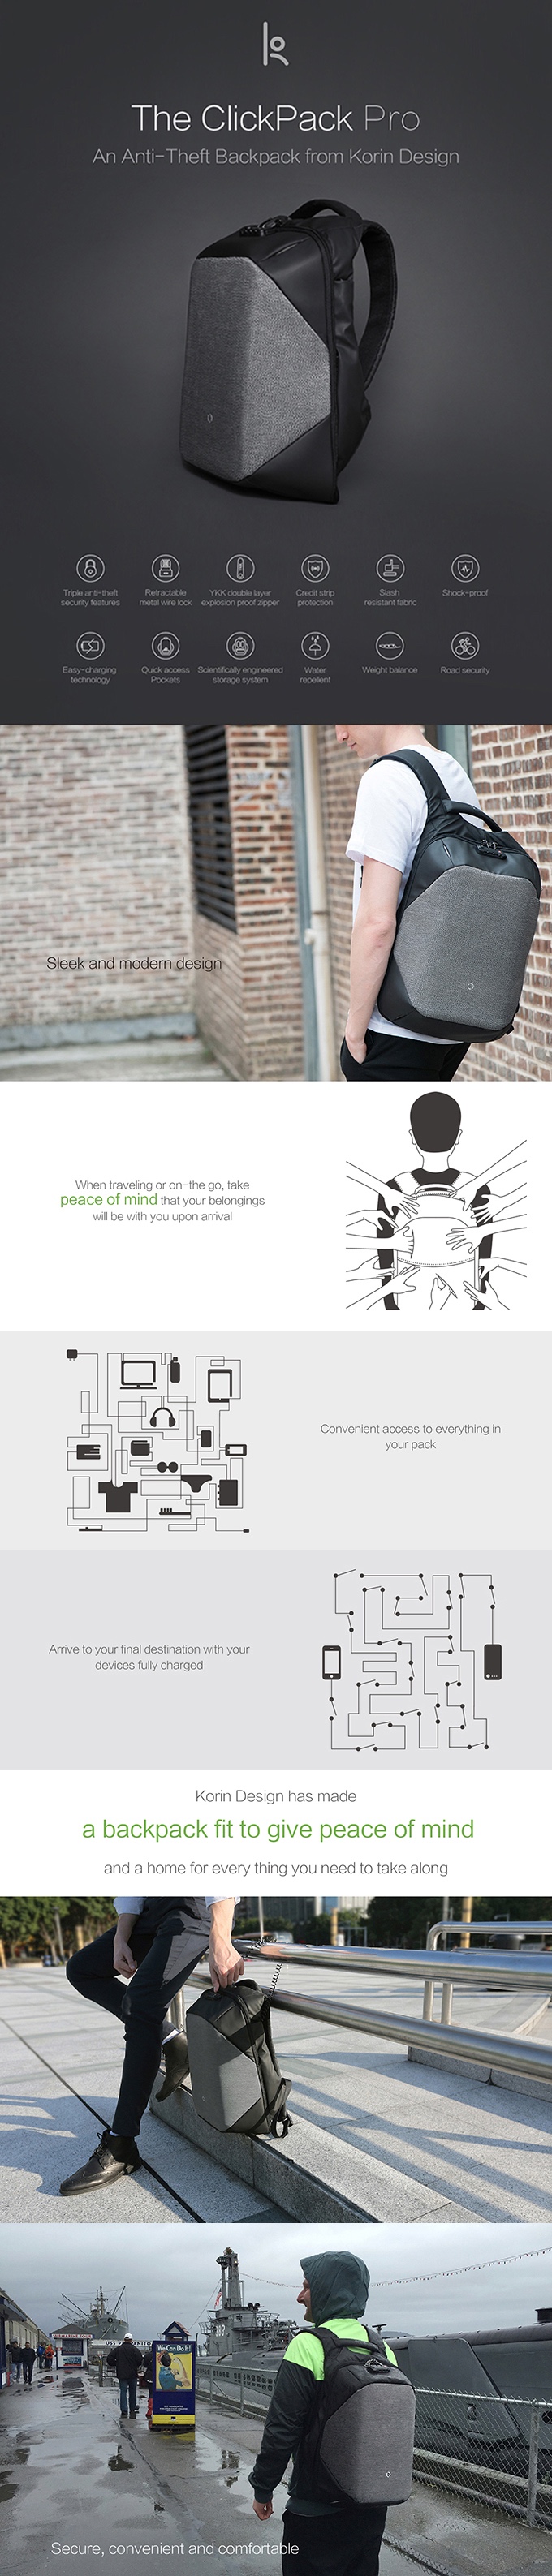 The ClickPack Pro
An Anti-Theft Backpack from Korin Design
Triple anti-theft
security features
Retractable
metal wire lock
YKK double layer
explosion proof zipper
Credit strip
protection
Slash
resistant fabric
Shock-proof
Easy-charging
technology
Quick access
Pockets
Scientifically engineered
storage system
Water
repellent
Weight balance
Road security
Sleek and modern design
When traveling or on-the go, take
peace of mind that your belongings
will be with you upon arrival
Convenient access to everything in
your pack
Arrive to your final destination with your
devices fully charged
Korin Design has made
a backpack fit to give peace of mind
and a home for every thing you need to take along
We Can Do It!
Secure, convenient and comfortable